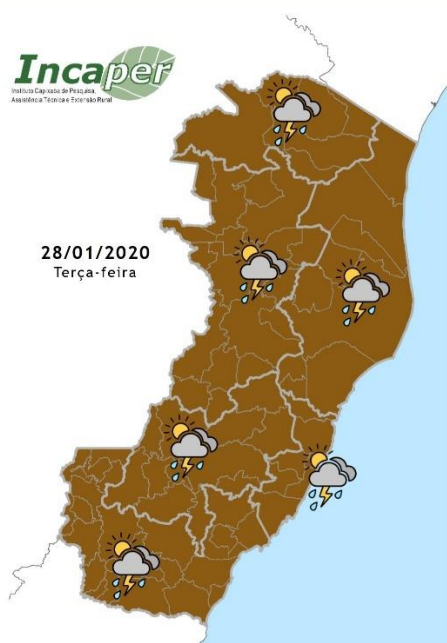 Incaper
Instituto Capixaba de Pesquisa,
Assistência Técnica e Extensão Rural
28/01/2020
Terça-feira